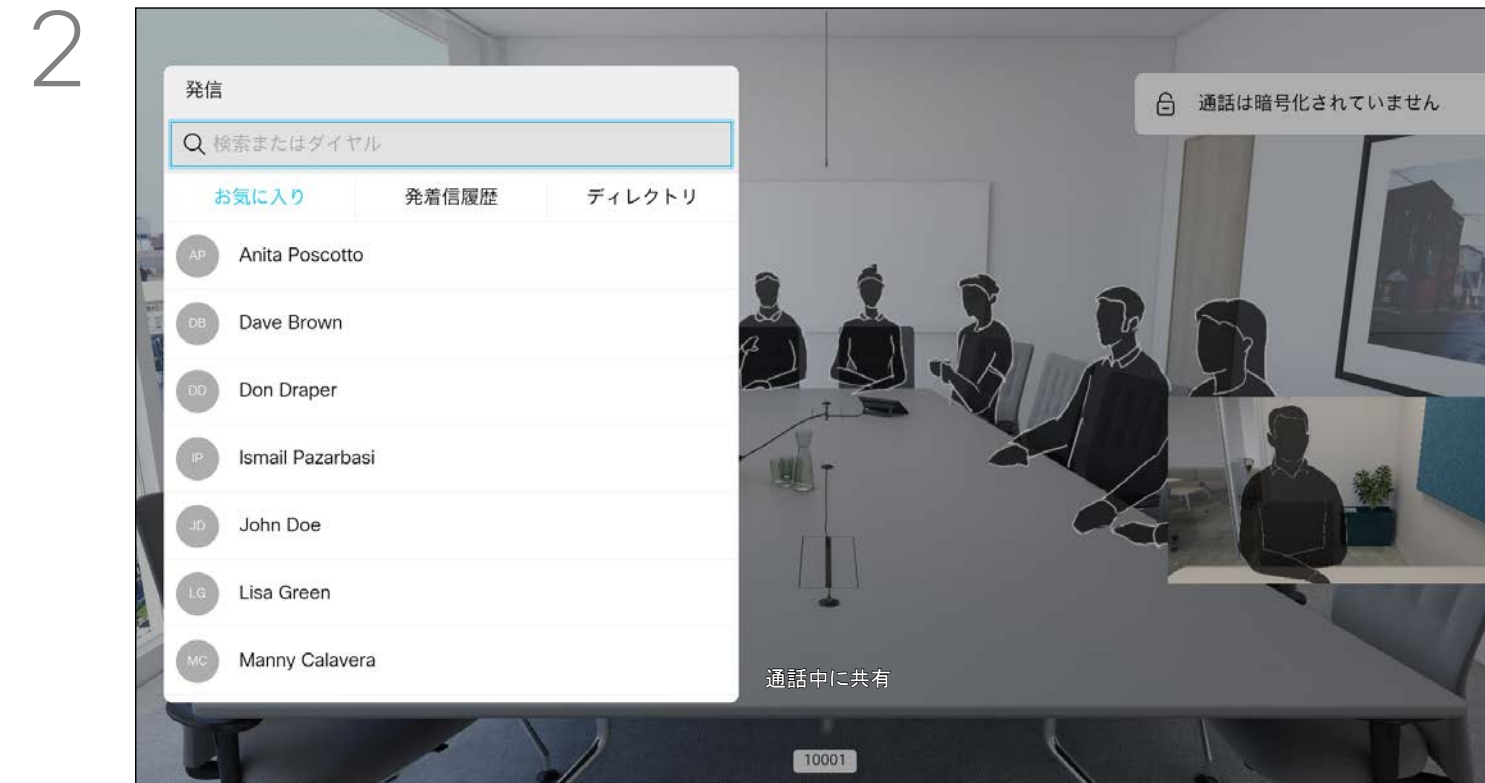 2
発信
検索またはダイヤル
通話は暗号化されていません
お気に入り 発着信履歴 ディレクトリ
AP Anita Poscotto
DB Dave Brown
DD Don Draper
IP Ismail Pazarbasi
JD John Doe
LG Lisa Green
MC Manny Calavera
通話中に共有
10001